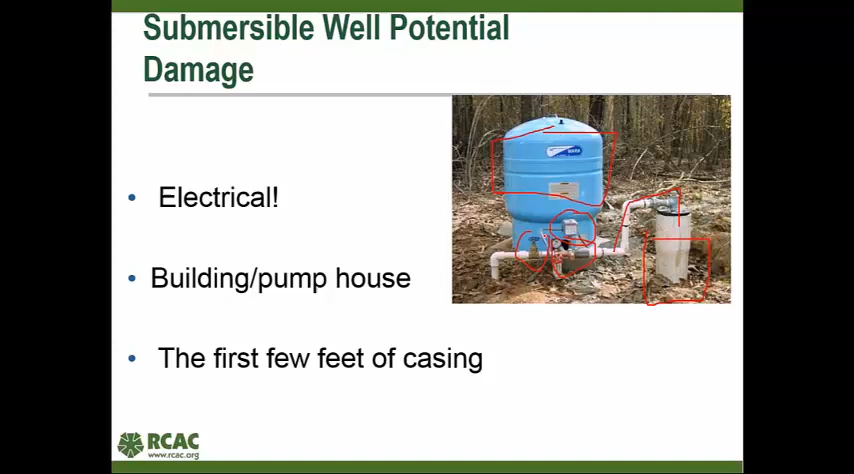 Submersible Well Potential
Damage
• Electrical!
• Building/pump house
• The first few feet of casing
RCAC
www.rcac.org